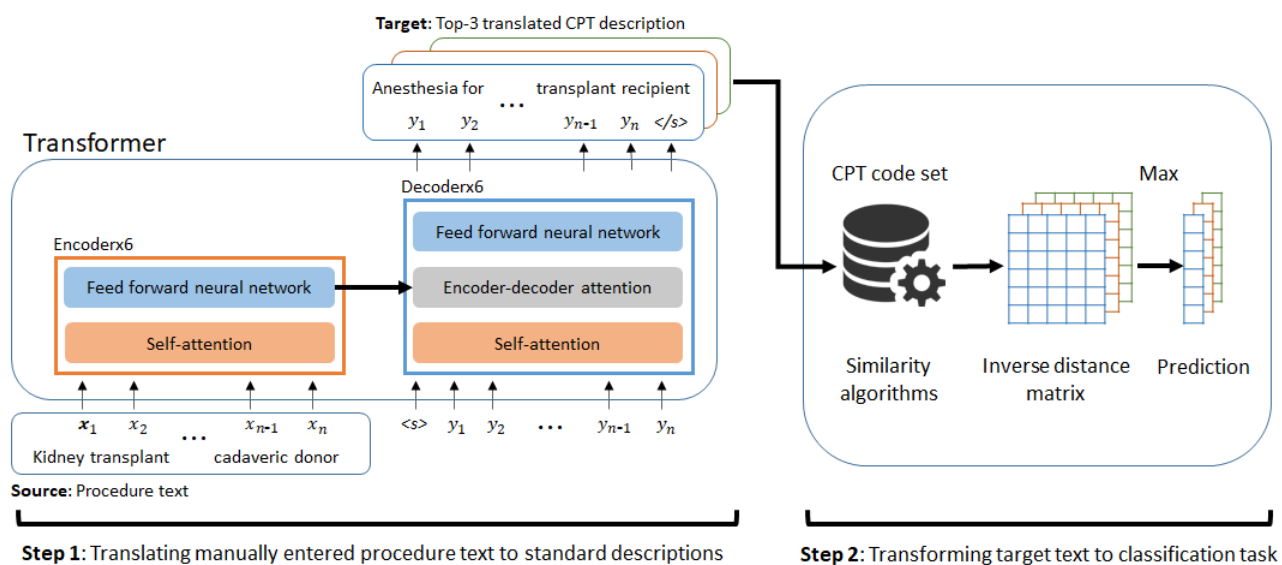 Target: Top-3 translated CPT description
Anesthesia for ... transplant recipient
y1 y2 yn-1 yn </s>
Transformer
Decoderx6
Feed forward neural network
Encoder-decoder attention
Self-attention
Encoderx6
Feed forward neural network
Self-attention
x1 x2 ... xn-1 xn
Kidney transplant cadaveric donor
<s> y1 y2 ... yn-1 yn
Source: Procedure text
Step 1: Translating manually entered procedure text to standard descriptions
CPT code set
Max
Similarity
algorithms
Inverse distance
matrix
Prediction
Step 2: Transforming target text to classification task